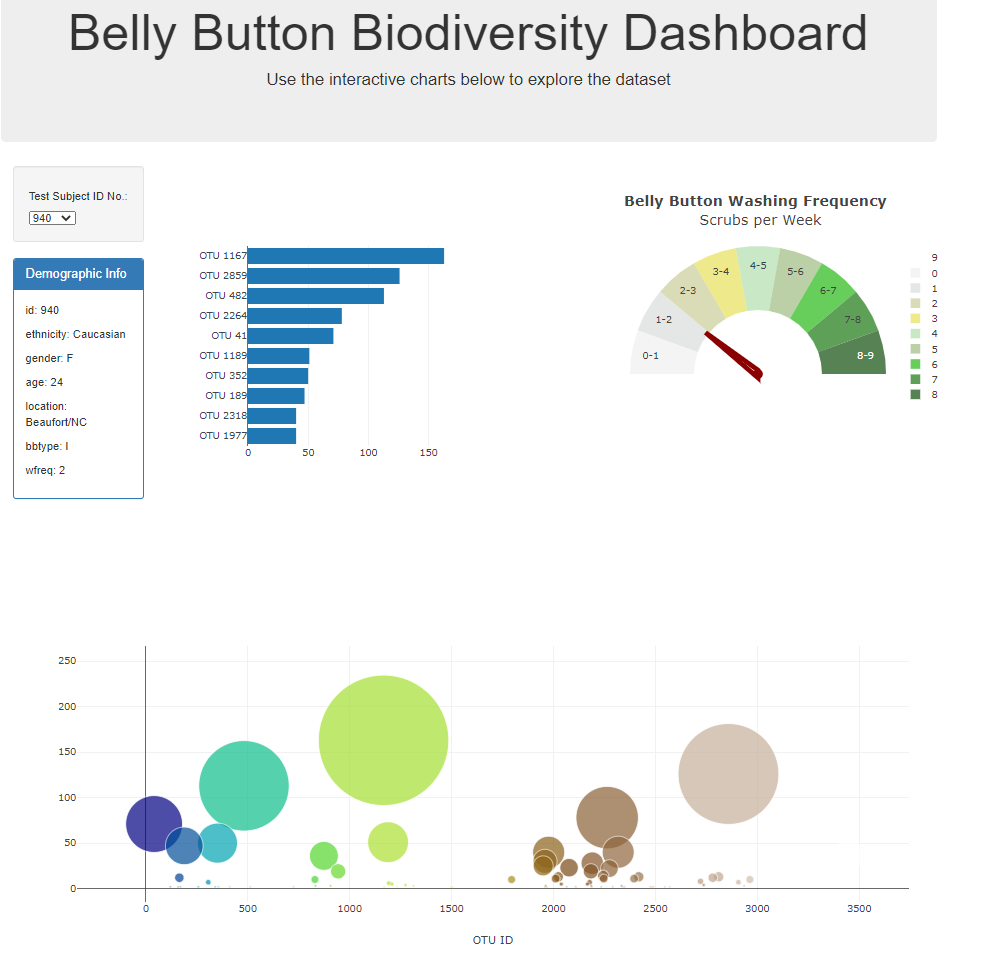 Belly Button Biodiversity Dashboard
Use the interactive charts below to explore the dataset
Test Subject ID No.:
940
Demographic Info
id: 940
ethnicity: Caucasian
gender: F
age: 24
location:
Beaufort/NC
bbtype: I
wfreq: 2
OTU 1167
OTU 2859
OTU 482
OTU 2264
OTU 41
OTU 1189
OTU 352
OTU 189
OTU 2318
OTU 1977
0
50
100
150
Belly Button Washing Frequency
Scrubs per Week
0-1
1-2
2-3
3-4
4-5
5-6
6-7
7-8
8-9
9
0
1
2
3
4
5
6
7
8
250
200
150
100
50
0
0
500
1000
1500
2000
2500
3000
3500
OTU ID